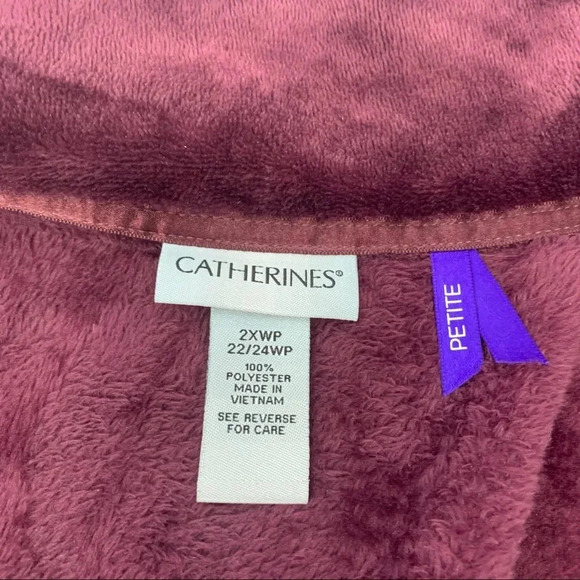 CATHERINES®
2XWP
22/24WP
100%
POLYESTER
MADE IN
VIETNAM
SEE REVERSE
FOR CARE
PETITE